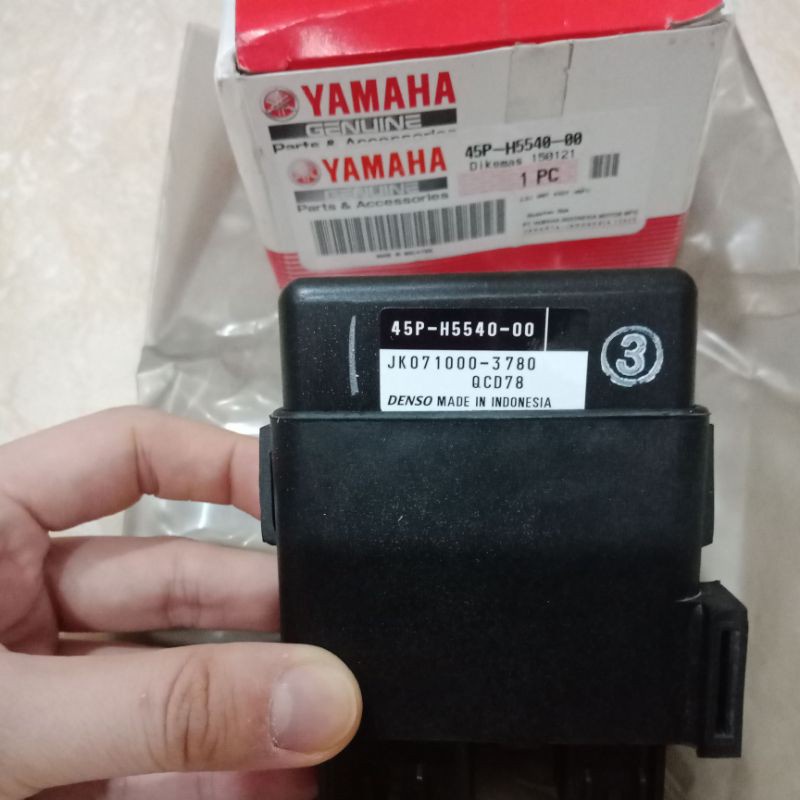 YAMAHA
GENUINE
Parts & Accessories
45P-H5540-00
Dikemas 150121
1 PC
YAMAHA
GENUINE
Parts & Accessories
45P-H5540-00
JK071000-3780
QCD78
DENSO MADE IN INDONESIA
3